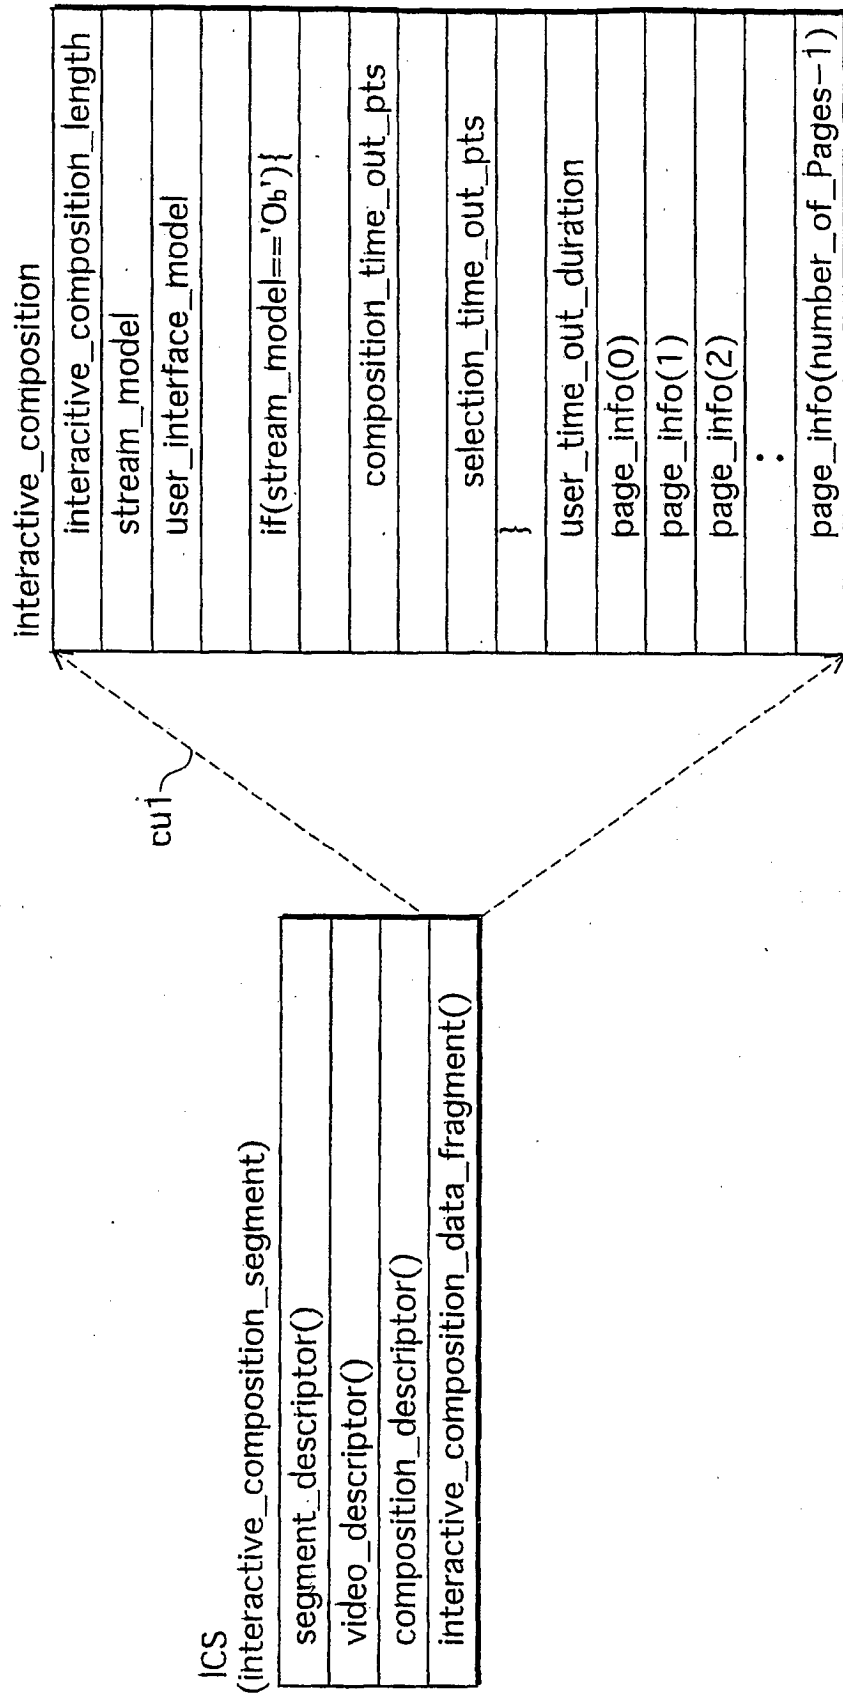 ICS
(interactive_composition_segment)
segment_descriptor()
video_descriptor()
composition_descriptor()
interactive_composition_data_fragment()
cu1
interactive_composition
interacitive_composition_length
stream_model
user_interface_model
if(stream_model=='0b'){
composition_time_out_pts
selection_time_out_pts
}
user_time_out_duration
page_info(0)
page_info(1)
page_info(2)
:
page_info(number_of_Pages-1)